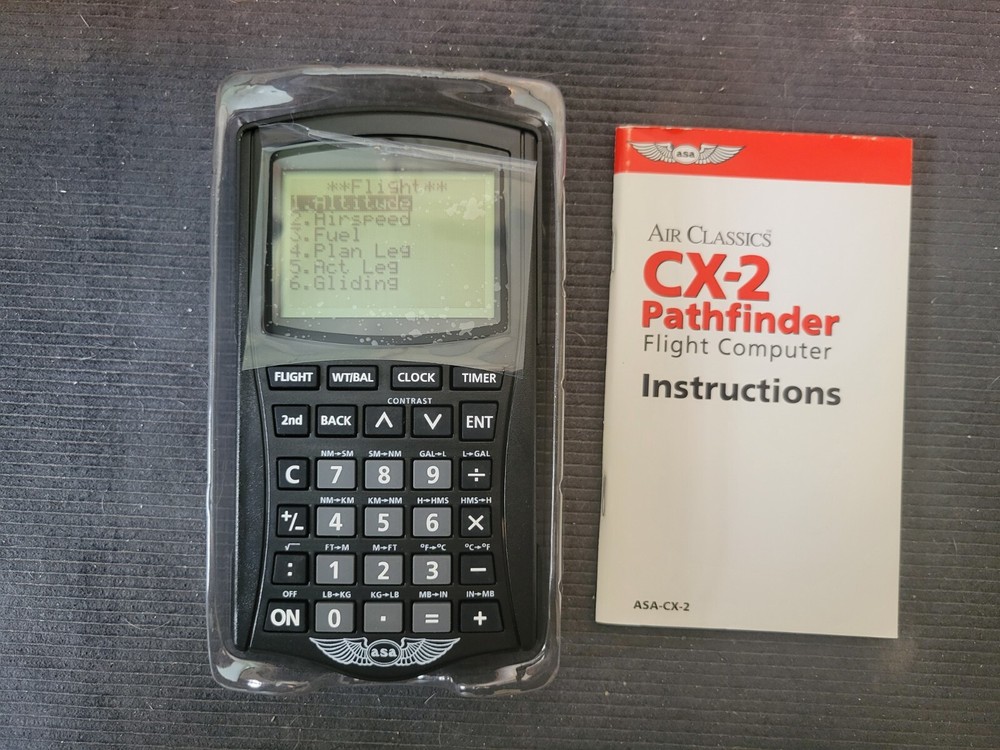 **Flight**
1.Altitude
2.Airspeed
3.Fuel
4.Plan Leg
5.Act Leg
6.Gliding
FLIGHT WT/BAL CLOCK TIMER
CONTRAST
2nd BACK ∧ ∨ ENT
NM→SM SM→NM GAL→L L→GAL
C 7 8 9 ÷
NM→KM KM→NM H→HMS HMS→H
+/- 4 5 6 ×
√ FT→M M→FT °F→°C °C→°F
: 1 2 3 −
OFF LB→KG KG→LB MB→IN IN→MB
ON 0 . = +
asa
asa
AIR CLASSICS™
CX-2
Pathfinder
Flight Computer
Instructions
ASA-CX-2